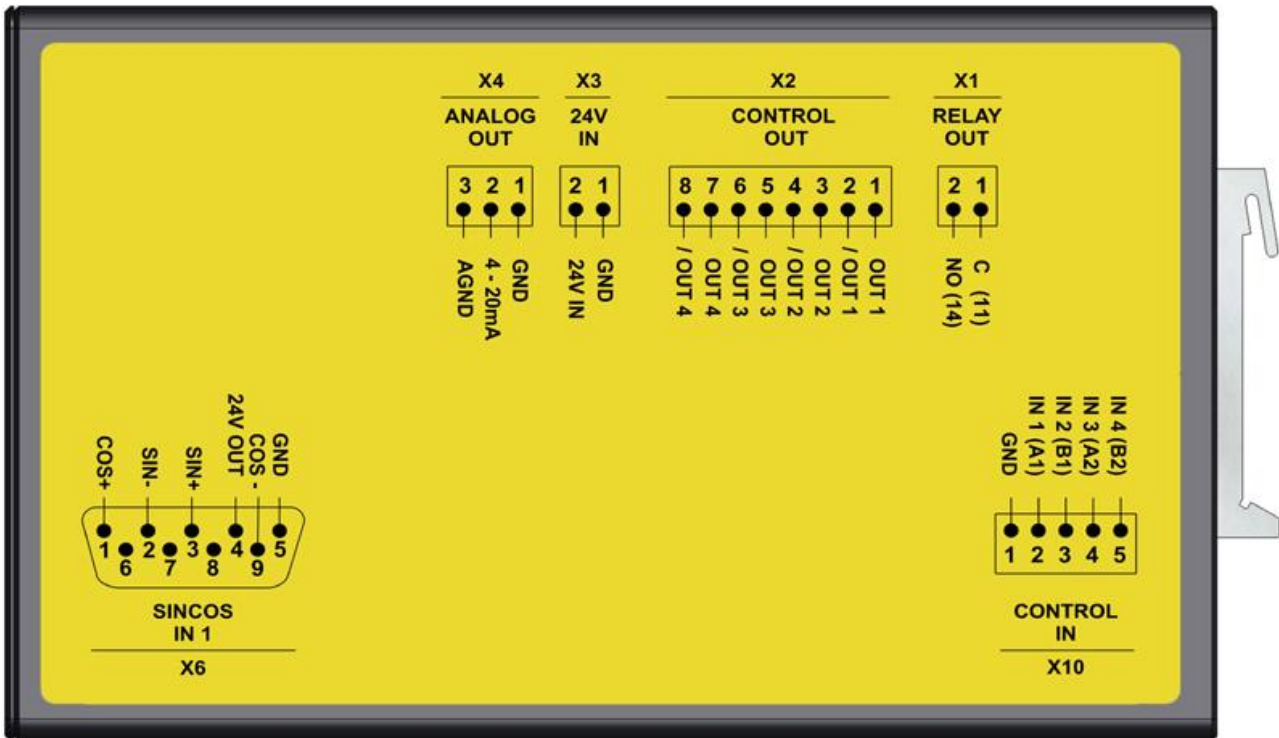 X4
ANALOG
OUT
3 2 1
AGND
4 - 20mA
GND
X3
24V
IN
2 1
24V IN
GND
X2
CONTROL
OUT
8 7 6 5 4 3 2 1
/ OUT 4
OUT 4
/ OUT 3
OUT 3
/ OUT 2
OUT 2
/ OUT 1
OUT 1
X1
RELAY
OUT
2 1
NO (14)
C (11)
COS+
SIN-
SIN+
24V OUT
COS -
GND
1 2 3 4 5
6 7 8 9
SINCOS
IN 1
X6
GND
IN 1 (A1)
IN 2 (B1)
IN 3 (A2)
IN 4 (B2)
1 2 3 4 5
CONTROL
IN
X10